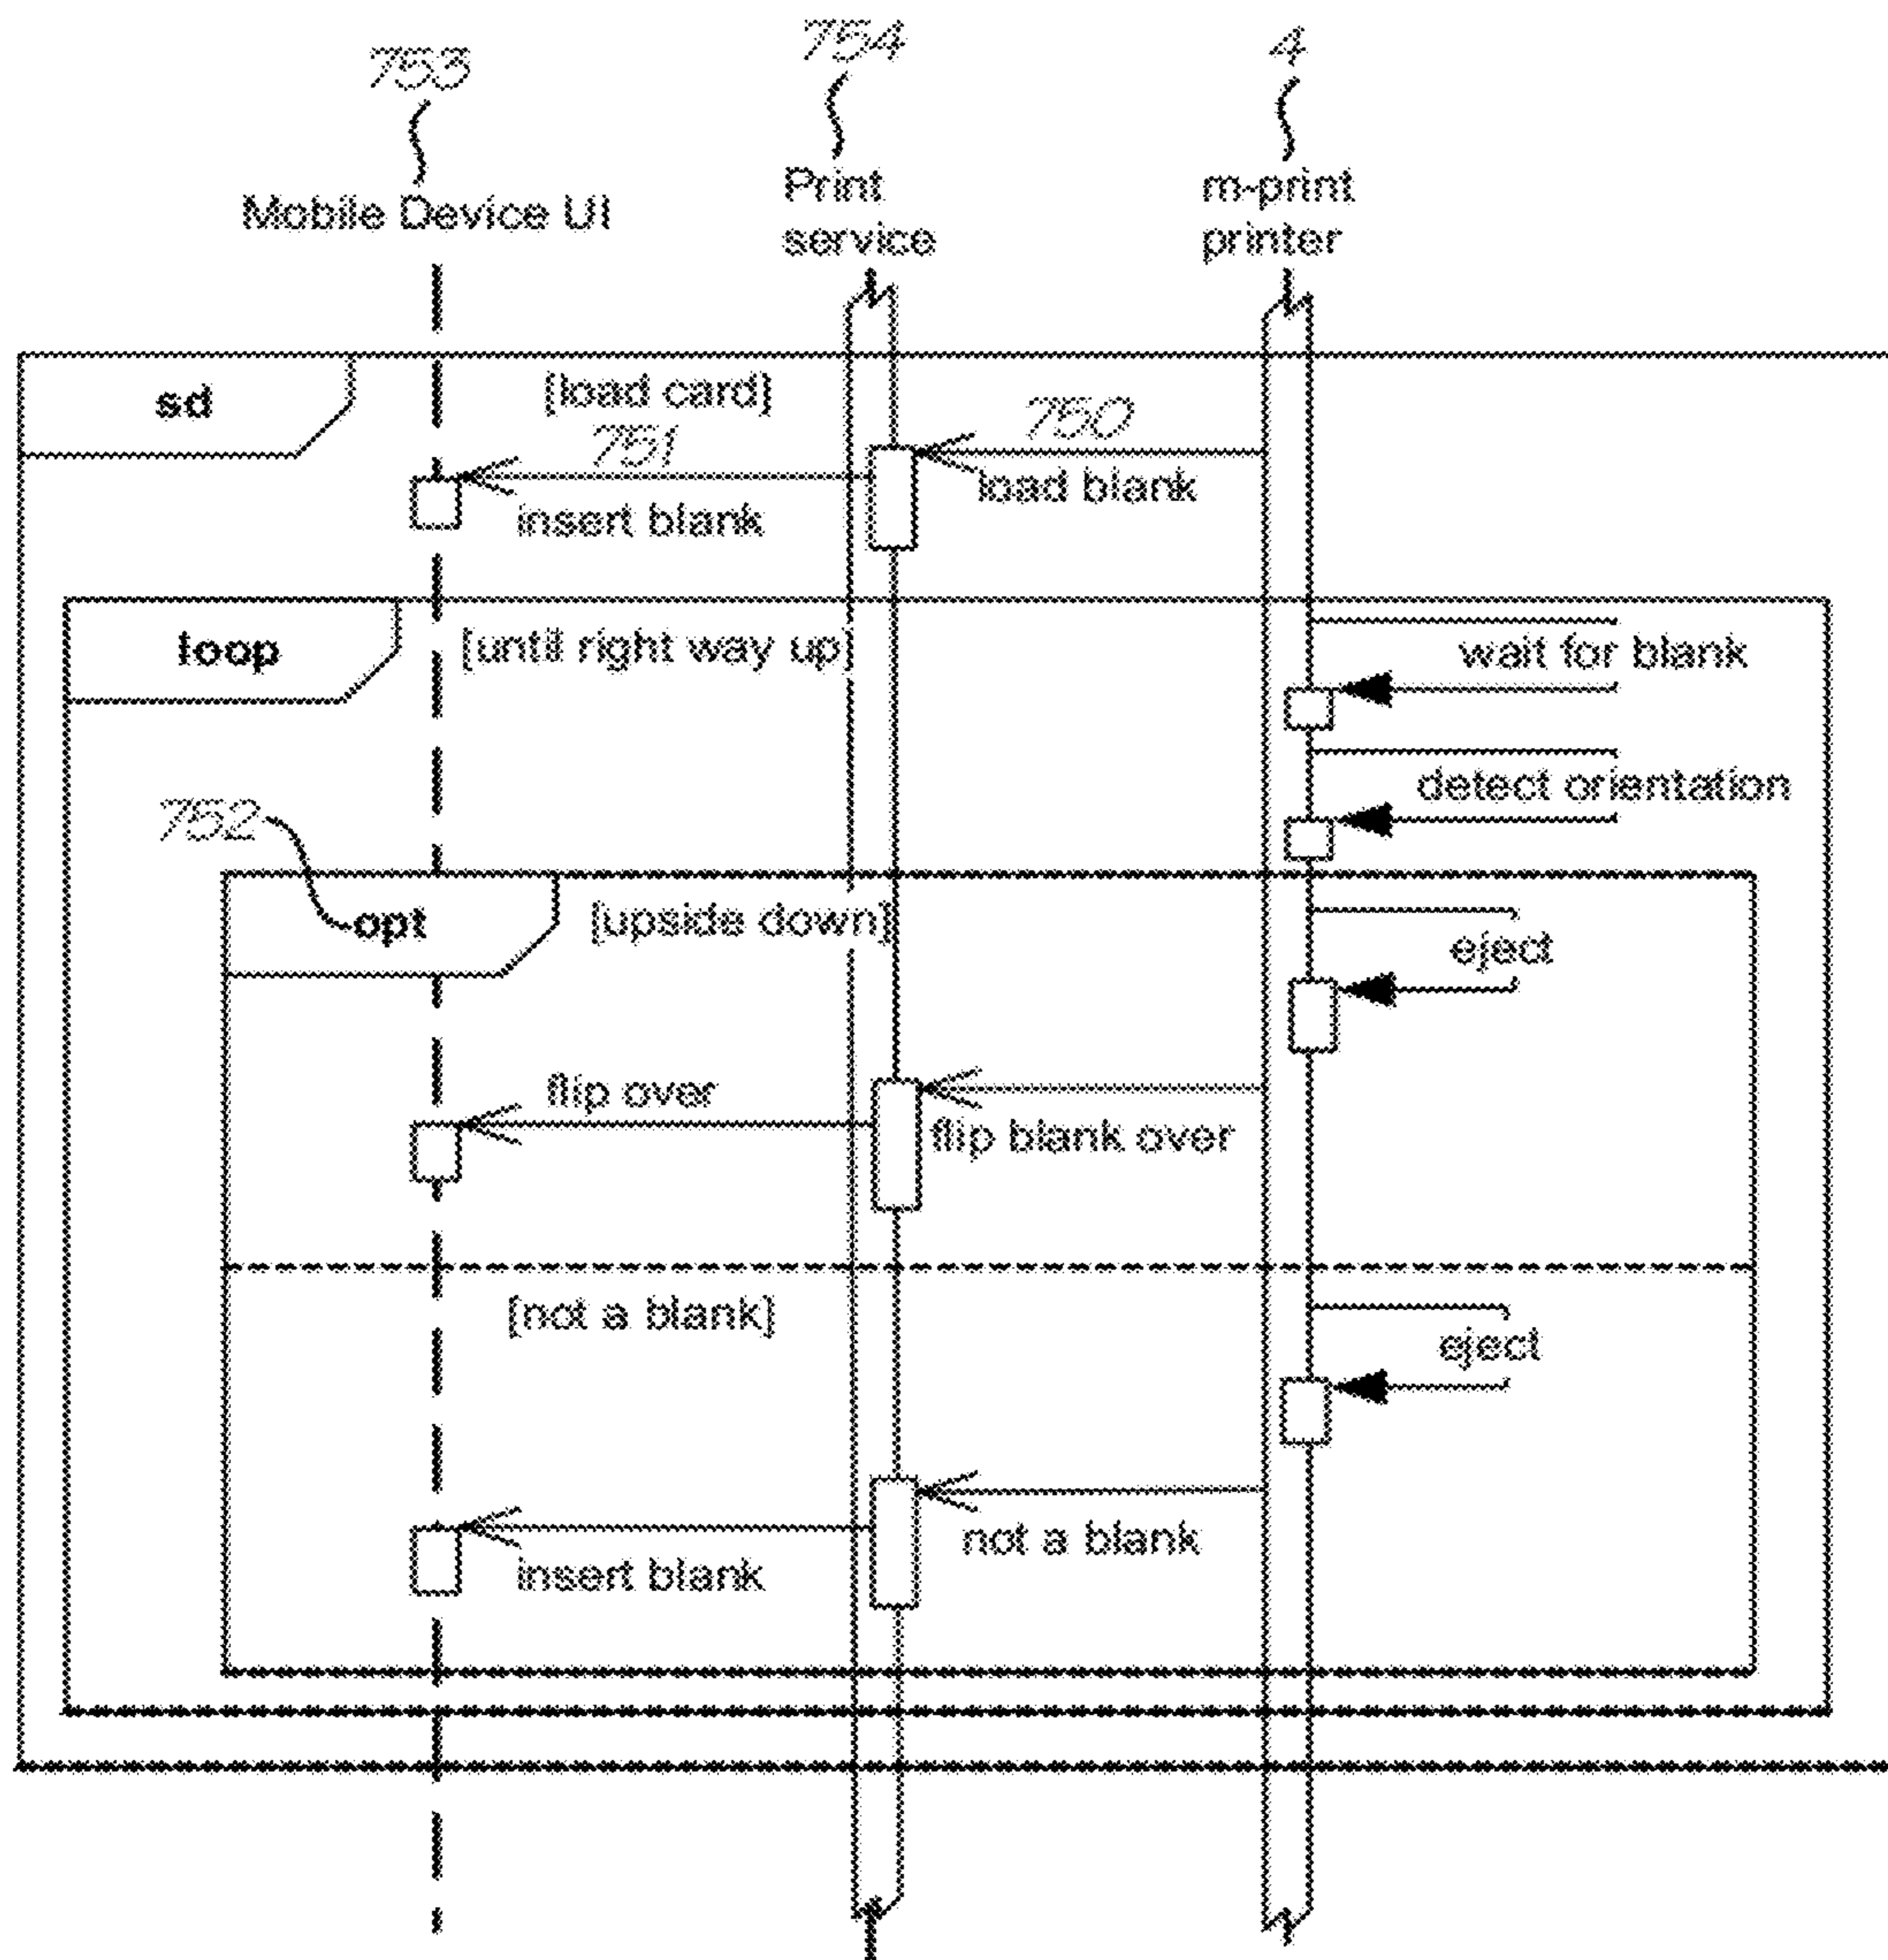 753
754
4
Mobile Device UI
Print
service
m-print
printer
sd
[load card]
750
751
load blank
insert blank
loop
[until right way up]
wait for blank
detect orientation
752
opt
[upside down]
eject
flip over
flip blank over
[not a blank]
eject
not a blank
insert blank